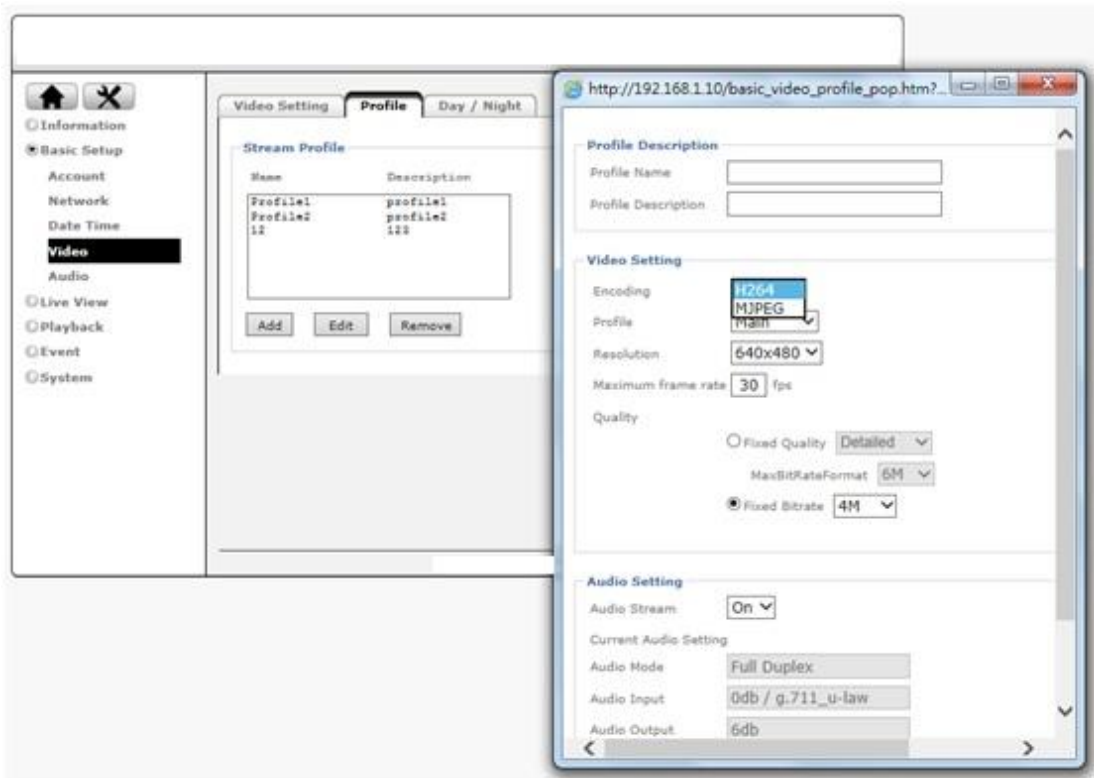 Information
Basic Setup
Account
Network
Date Time
Video
Audio
Live View
Playback
Event
System
Video Setting Profile Day / Night
Stream Profile
Name Description
Profile1 profile1
Profile2 profile2
12 123
Add Edit Remove
http://192.168.1.10/basic_video_profile_pop.htm?...
Profile Description
Profile Name
Profile Description
Video Setting
Encoding H264
MJPEG
Profile Main
Resolution 640x480
Maximum frame rate 30 fps
Quality
Fixed Quality Detailed
MaxBitRateFormat 6M
Fixed Bitrate 4M
Audio Setting
Audio Stream On
Current Audio Setting
Audio Mode Full Duplex
Audio Input 0db / g.711_u-law
Audio Output 6db